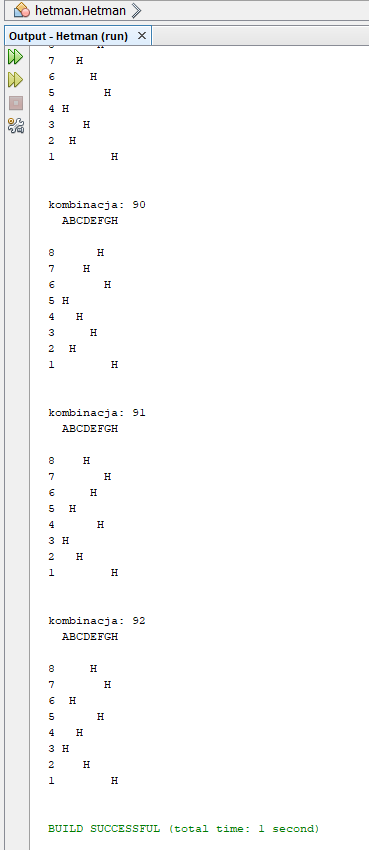 hetman.Hetman
Output - Hetman (run)
7   H
6     H
5       H
4 H
3    H
2  H
1        H
kombinacja: 90
  ABCDEFGH
8      H
7    H
6       H
5 H
4   H
3     H
2  H
1        H
kombinacja: 91
  ABCDEFGH
8    H
7       H
6     H
5  H
4      H
3 H
2   H
1        H
kombinacja: 92
  ABCDEFGH
8     H
7       H
6  H
5      H
4   H
3 H
2    H
1        H
BUILD SUCCESSFUL (total time: 1 second)